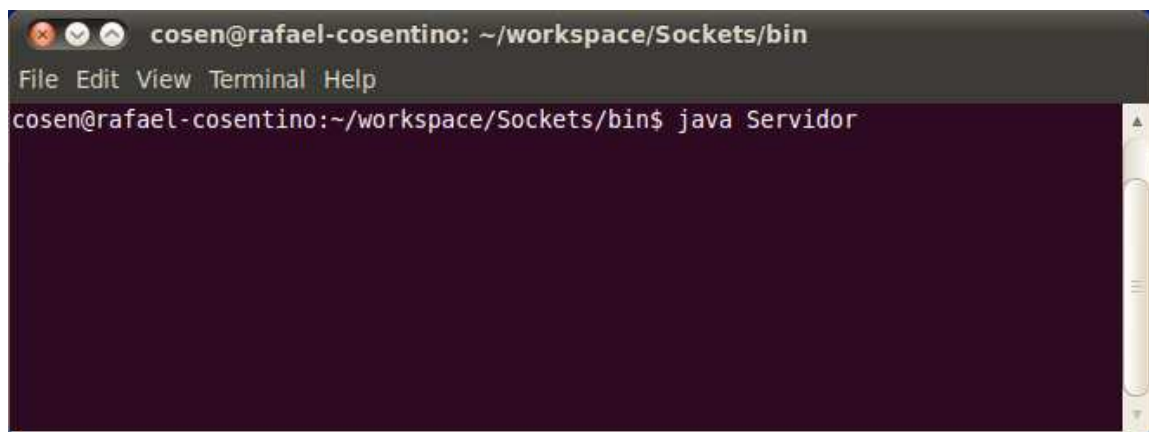 cosen@rafael-cosentino: ~/workspace/Sockets/bin
File Edit View Terminal Help
cosen@rafael-cosentino:~/workspace/Sockets/bin$ java Servidor